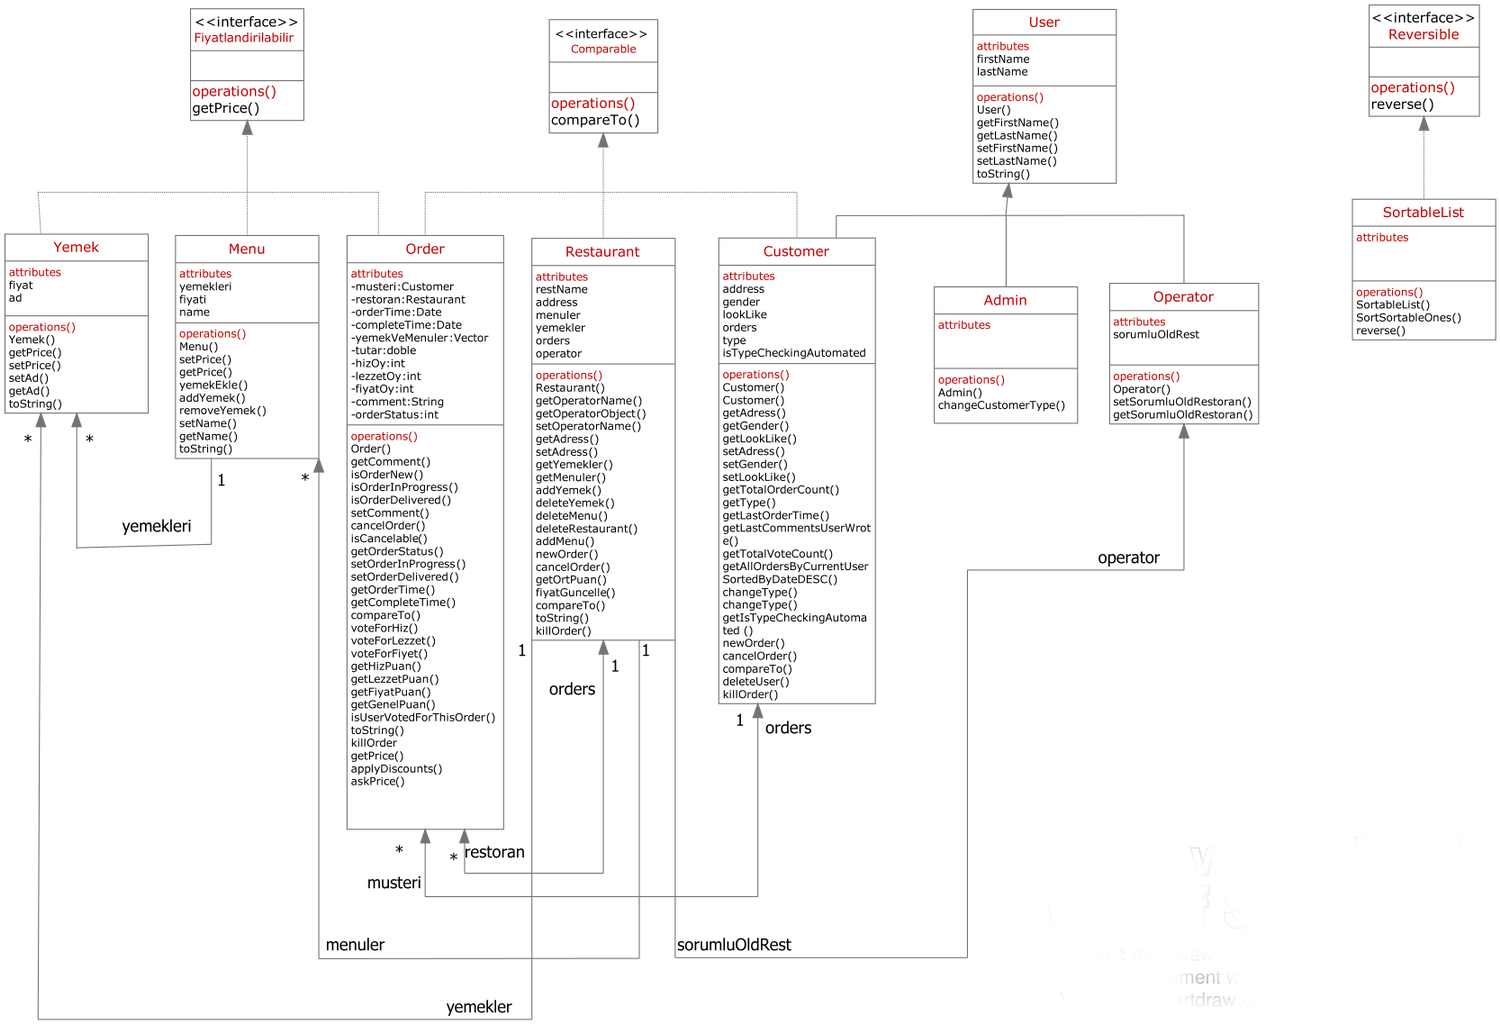 <<interface>>
Fiyatlandirilabilir
operations()
getPrice()
<<interface>>
Comparable
operations()
compareTo()
User
attributes
firstName
lastName
operations()
User()
getFirstName()
getLastName()
setFirstName()
setLastName()
toString()
<<interface>>
Reversible
operations()
reverse()
Yemek
attributes
fiyat
ad
operations()
Yemek()
getPrice()
setPrice()
setAd()
getAd()
toString()
Menu
attributes
yemekleri
fiyati
name
operations()
Menu()
setPrice()
getPrice()
yemekEkle()
addYemek()
removeYemek()
setName()
getName()
toString()
Order
attributes
-musteri:Customer
-restoran:Restaurant
-orderTime:Date
-completeTime:Date
-yemekVeMenuler:Vector
-tutar:doble
-hizOy:int
-lezzetOy:int
-fiyatOy:int
-comment:String
-orderStatus:int
operations()
Order()
getComment()
isOrderNew()
isOrderInProgress()
isOrderDelivered()
setComment()
cancelOrder()
isCancelable()
getOrderStatus()
setOrderInProgress()
setOrderDelivered()
getOrderTime()
getCompleteTime()
compareTo()
voteForHiz()
voteForLezzet()
voteForFiyet()
getHizPuan()
getLezzetPuan()
getFiyatPuan()
getGenelPuan()
isUserVotedForThisOrder()
toString()
killOrder
getPrice()
applyDiscounts()
askPrice()
Restaurant
attributes
restName
address
menuler
yemekler
orders
operator
operations()
Restaurant()
getOperatorName()
getOperatorObject()
setOperatorName()
getAdress()
setAdress()
getYemekler()
getMenuler()
addYemek()
deleteYemek()
deleteMenu()
deleteRestaurant()
addMenu()
newOrder()
cancelOrder()
getOrtPuan()
fiyatGuncelle()
compareTo()
toString()
killOrder()
Customer
attributes
address
gender
lookLike
orders
type
isTypeCheckingAutomated
operations()
Customer()
Customer()
getAdress()
getGender()
getLookLike()
setAdress()
setGender()
setLookLike()
getTotalOrderCount()
getType()
getLastOrderTime()
getLastCommentsUserWrot
e()
getTotalVoteCount()
getAllOrdersByCurrentUser
SortedByDateDESC()
changeType()
changeType()
getIsTypeCheckingAutoma
ted ()
newOrder()
cancelOrder()
compareTo()
deleteUser()
killOrder()
Admin
attributes
operations()
Admin()
changeCustomerType()
Operator
attributes
sorumluOldRest
operations()
Operator()
setSorumluOldRestoran()
getSorumluOldRestoran()
SortableList
attributes
operations()
SortableList()
SortSortableOnes()
reverse()
* *
1
*
yemekleri
operator
1
1
1
orders
1
orders
*
* restoran
musteri
menuler
sorumluOldRest
yemekler